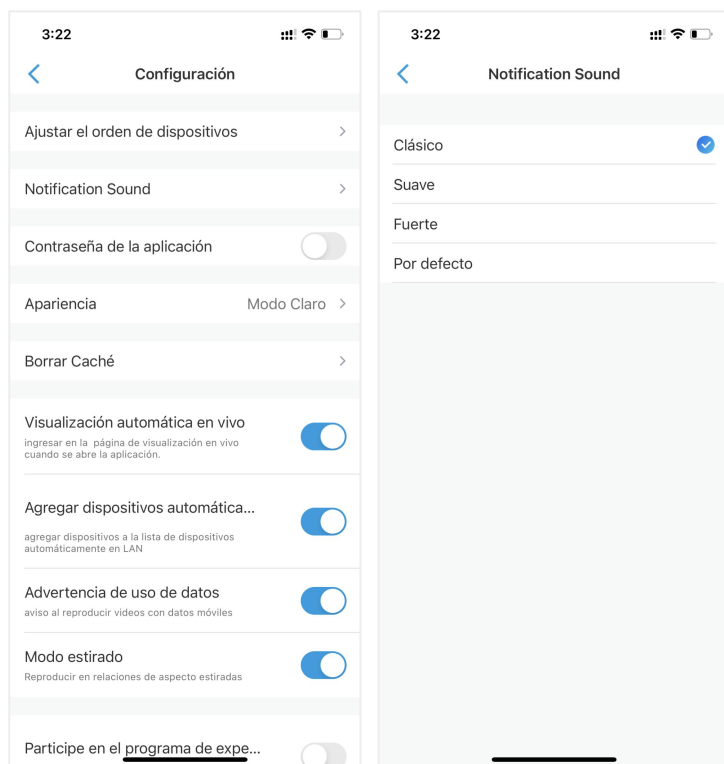 3:22
Configuración
Ajustar el orden de dispositivos
Notification Sound
Contraseña de la aplicación
Apariencia Modo Claro
Borrar Caché
Visualización automática en vivo
ingresar en la página de visualización en vivo
cuando se abre la aplicación.
Agregar dispositivos automática...
agregar dispositivos a la lista de dispositivos
automáticamente en LAN
Advertencia de uso de datos
aviso al reproducir videos con datos móviles
Modo estirado
Reproducir en relaciones de aspecto estiradas
Participe en el programa de expe...
3:22
Notification Sound
Clásico
Suave
Fuerte
Por defecto